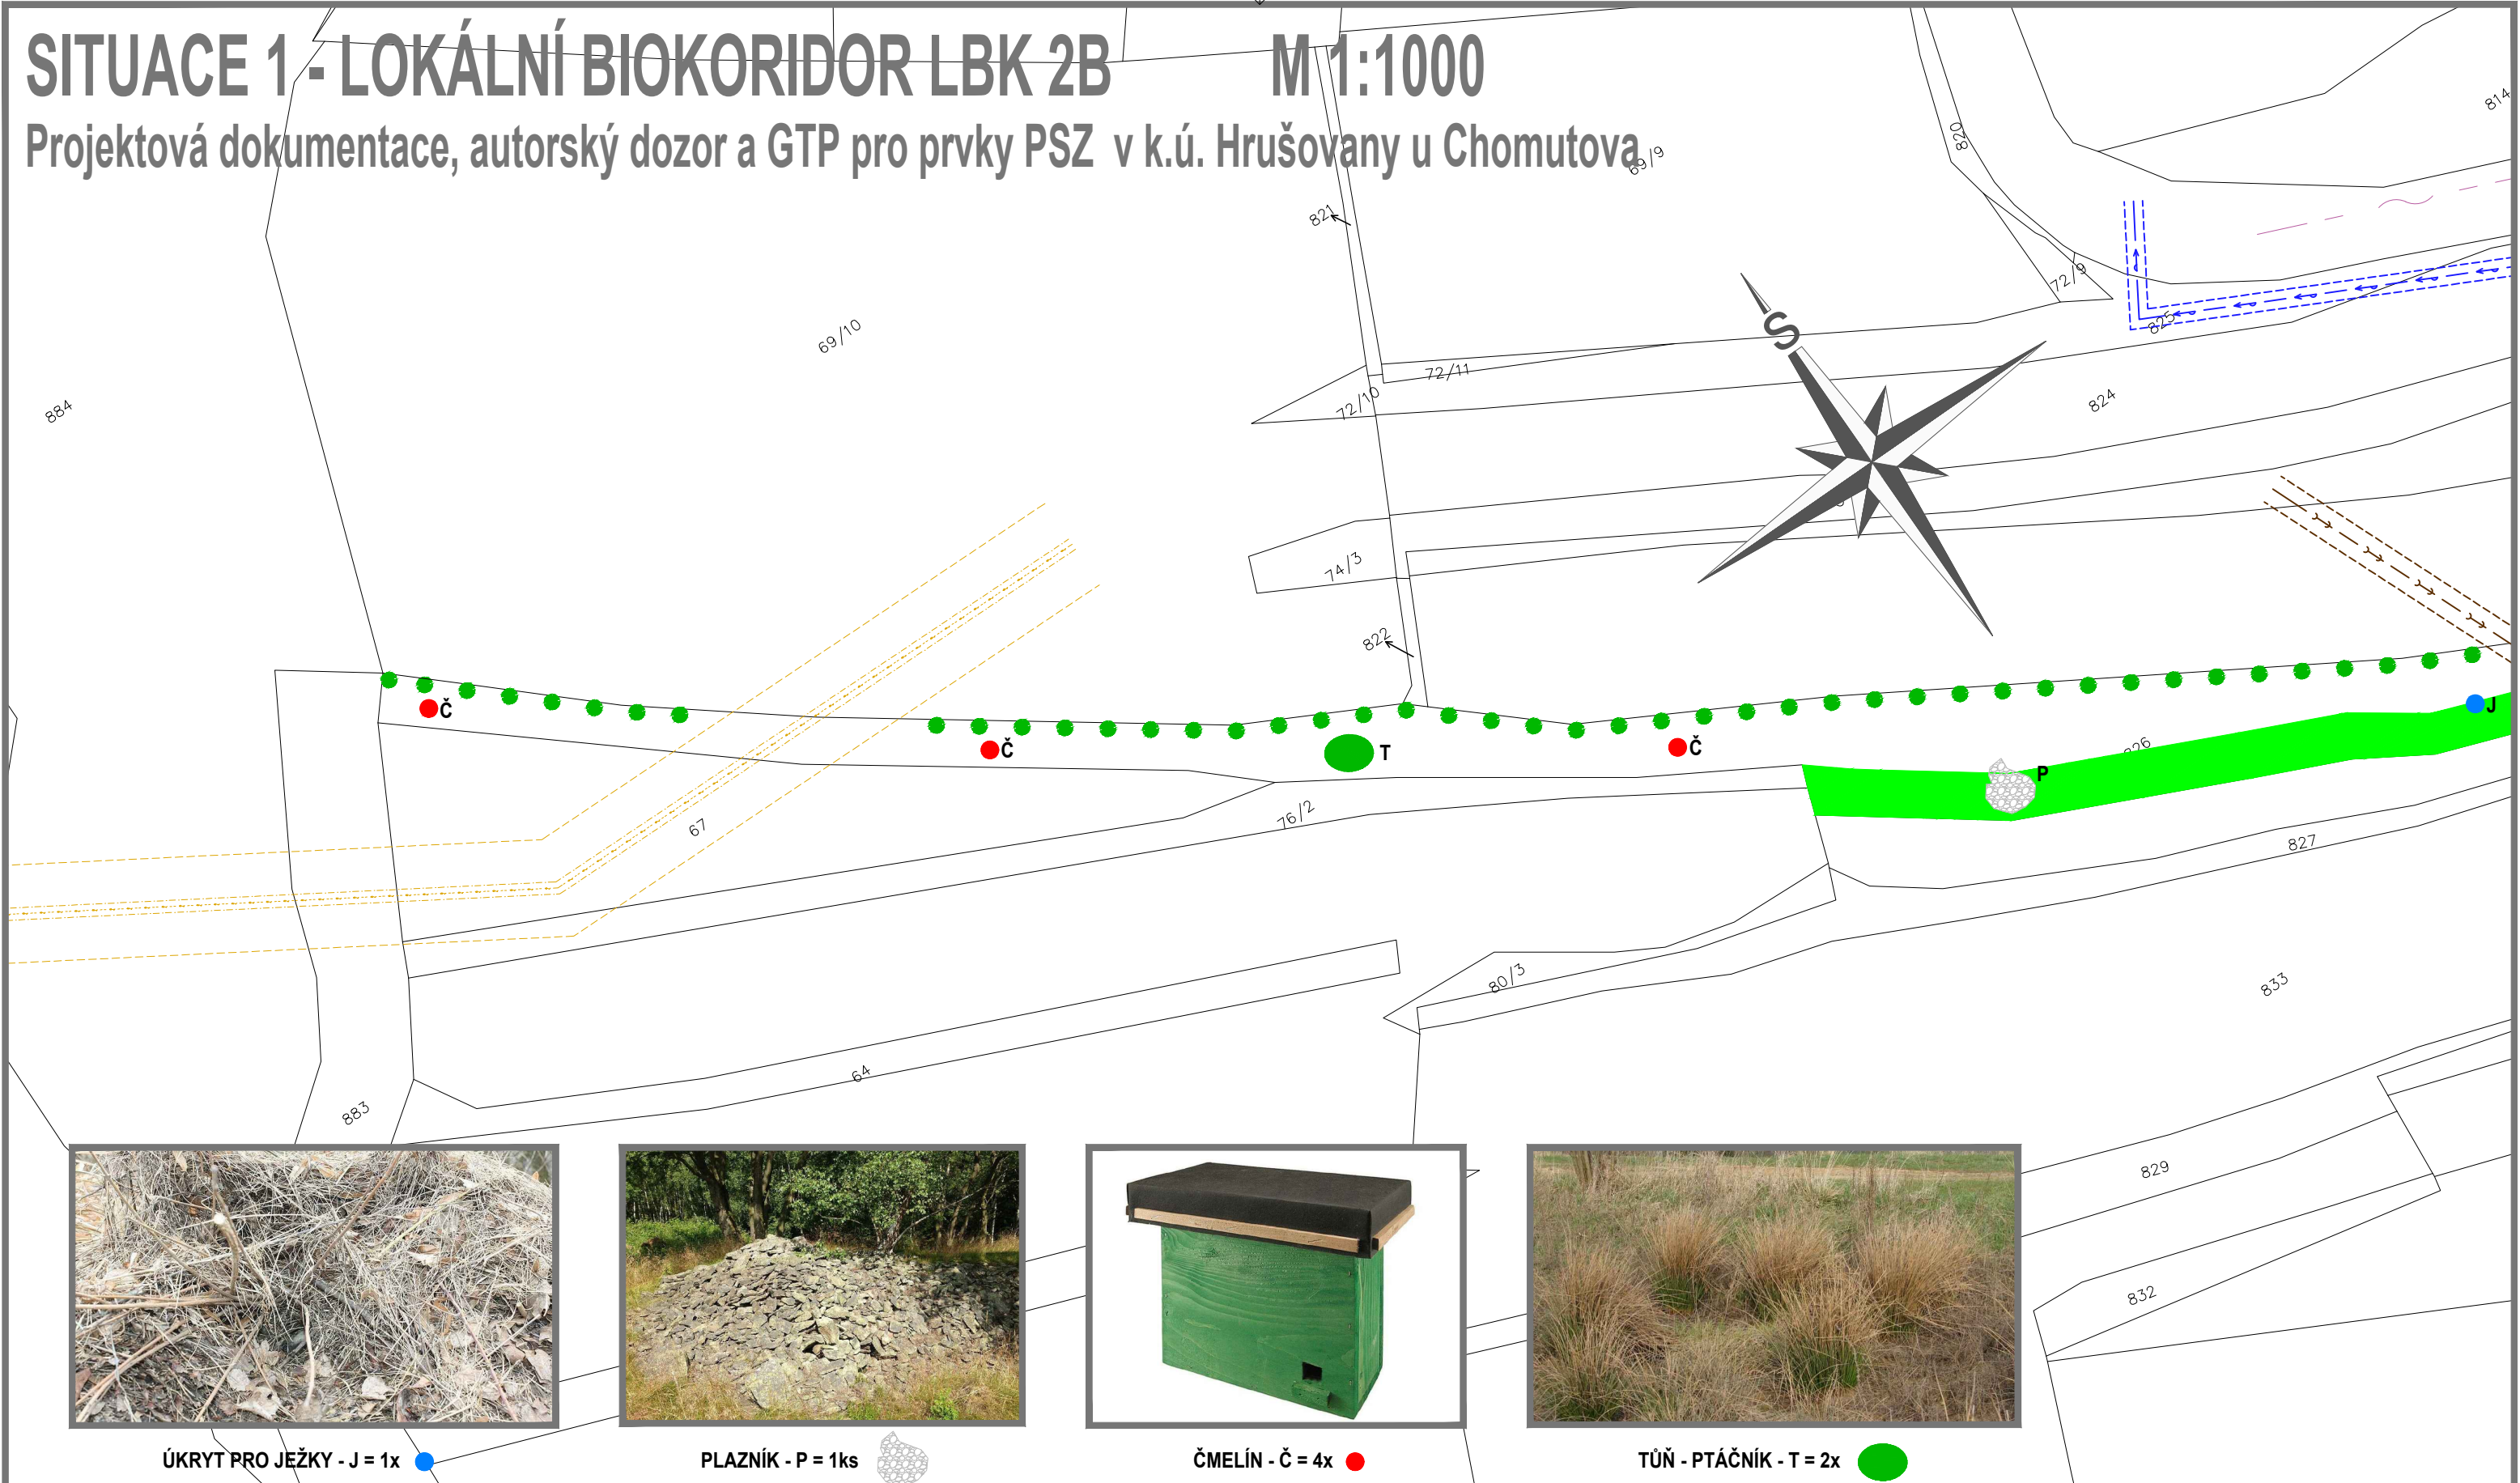 SITUACE 1 - LOKÁLNÍ BIOKORIDOR LBK 2B M 1:1000
Projektová dokumentace, autorský dozor a GTP pro prvky PSZ v k.ú. Hrušovany u Chomutova
814
820
69/9
821
72/9
825
69/10
S
72/11
72/10
824
884
74/3
822
Č
J
Č
T
Č
826
P
67
76/2
827
80/3
833
64
883
829
832
ÚKRYT PRO JEŽKY - J = 1x
PLAZNÍK - P = 1ks
ČMELÍN - Č = 4x
TŮŇ - PTÁČNÍK - T = 2x